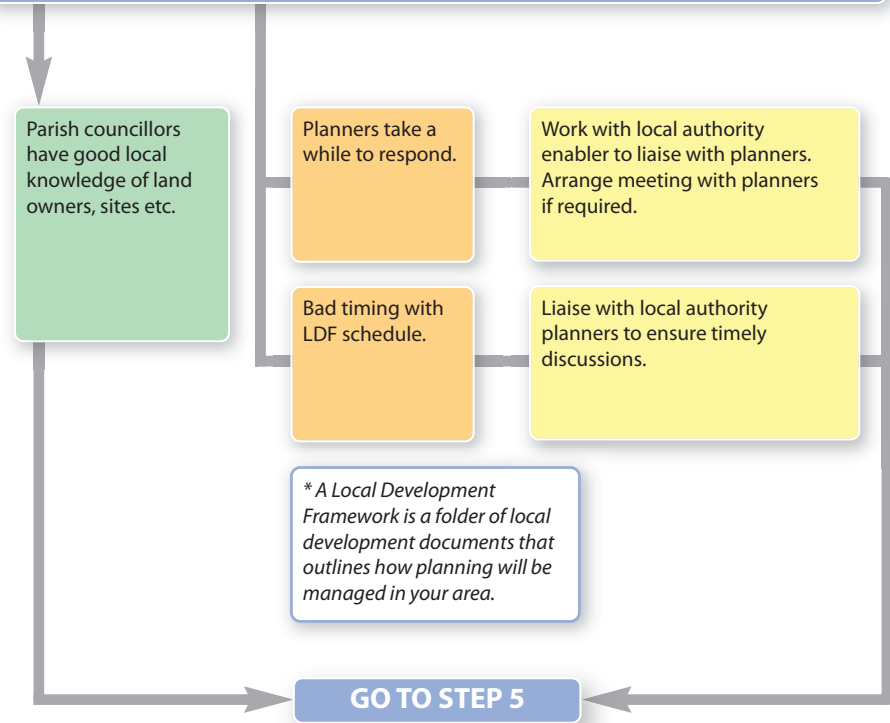 Parish councillors
have good local
knowledge of land
owners, sites etc.
Planners take a
while to respond.
Work with local authority
enabler to liaise with planners.
Arrange meeting with planners
if required.
Bad timing with
LDF schedule.
Liaise with local authority
planners to ensure timely
discussions.
* A Local Development
Framework is a folder of local
development documents that
outlines how planning will be
managed in your area.
GO TO STEP 5